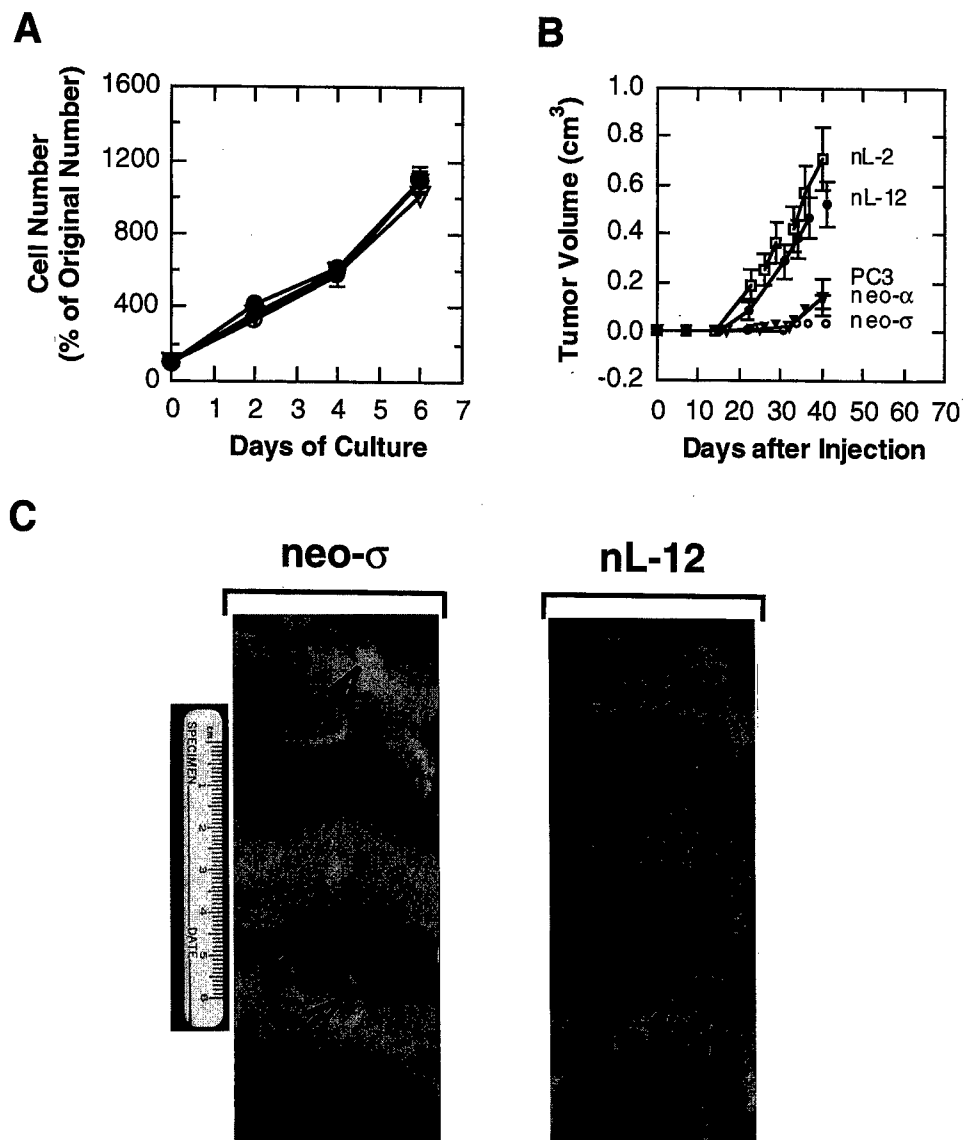 A
Cell Number
(% of Original Number)
1600
1200
800
400
0
0 1 2 3 4 5 6 7
Days of Culture
B
Tumor Volume (cm³)
1.0
0.8
0.6
0.4
0.2
0.0
-0.2
nL-2
nL-12
PC3
neo-α
neo-σ
0 10 20 30 40 50 60 70
Days after Injection
C
neo-σ
nL-12
cm
SPECIMEN
1
2
3
4
DATE
5
6